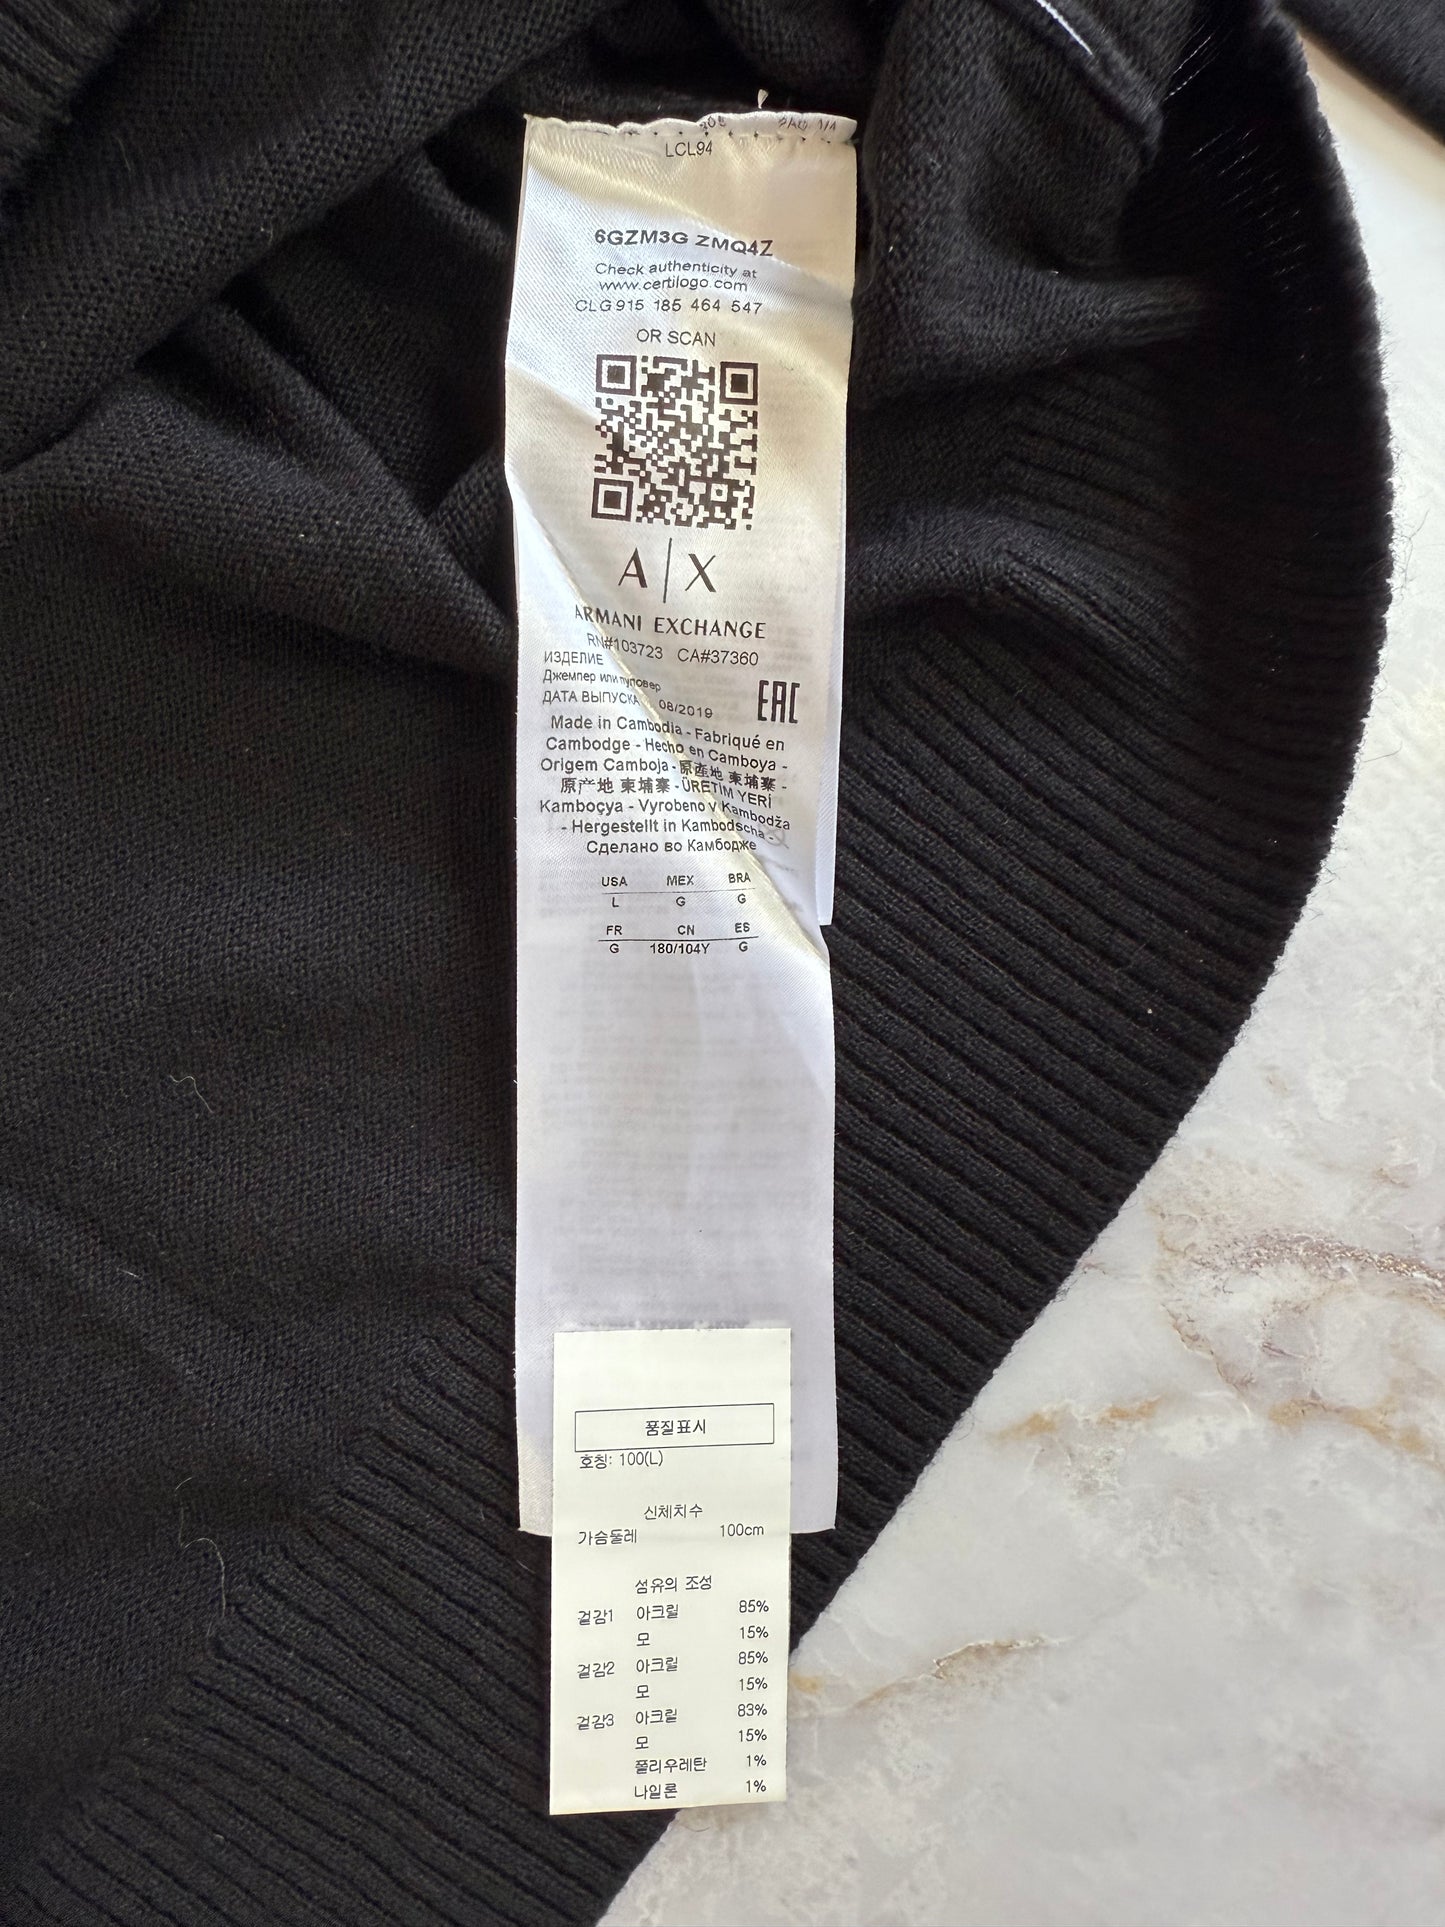 LCL94
6GZM3G ZMQ4Z
Check authenticity at
www.certilogo.com
CLG 915 185 464 547
OR SCAN
A|X
ARMANI EXCHANGE
RN#103723 CA#37360
ИЗДЕЛИЕ
Джемпер или пуловер
ДАТА ВЫПУСКА 08/2019
EAC
Made in Cambodia - Fabriqué en
Cambodge - Hecho en Camboya -
Origem Camboja - 原產地 柬埔寨 -
原产地 柬埔寨 - ÜRETİM YERİ
Kamboçya - Vyrobeno v Kambodža
- Hergestellt in Kambodscha -
Сделано во Камбодже
USA MEX BRA
L G G
FR CN ES
G 180/104Y G
품질표시
호칭: 100(L)
신체치수
가슴둘레 100cm
섬유의 조성
겉감1 아크릴 85%
모 15%
겉감2 아크릴 85%
모 15%
겉감3 아크릴 83%
모 15%
폴리우레탄 1%
나일론 1%